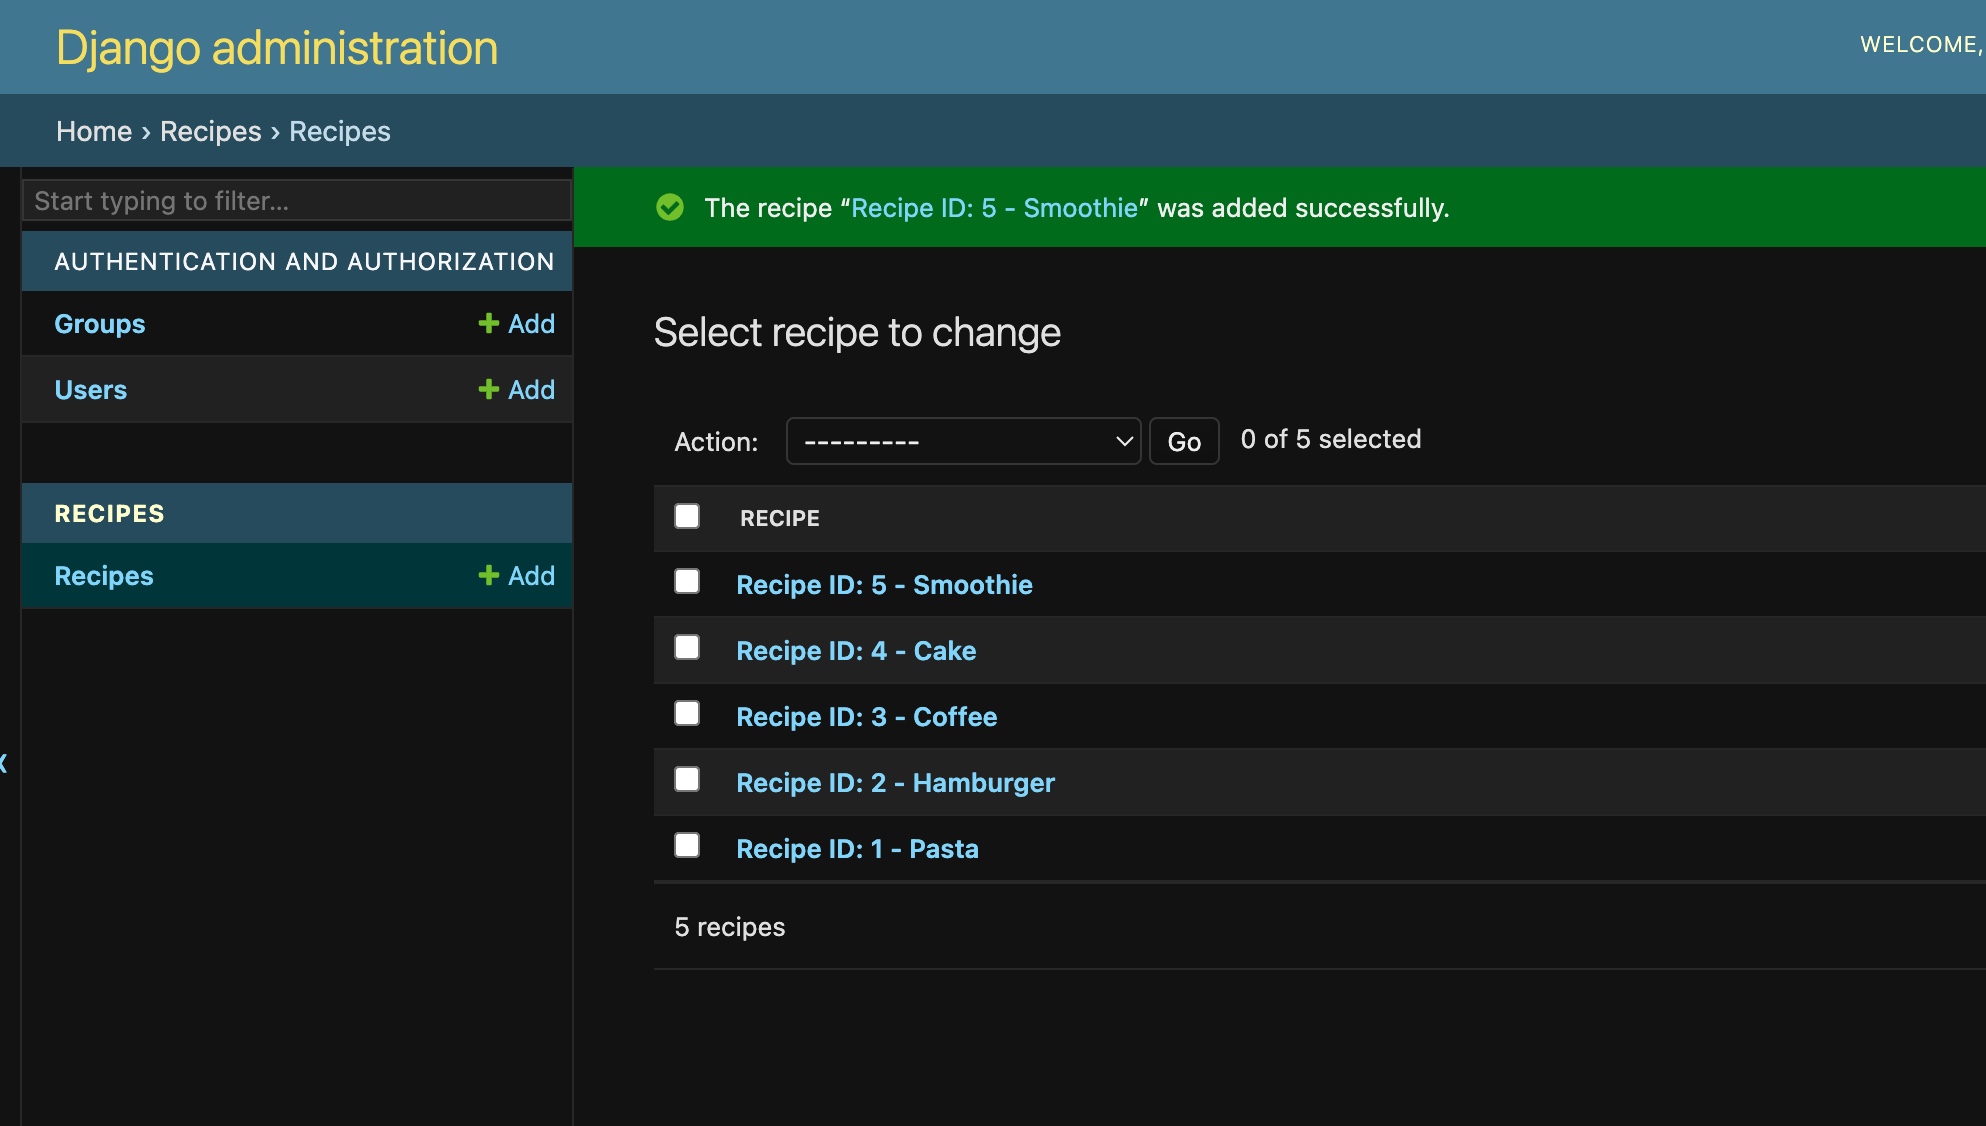 Django administration
WELCOME,
Home › Recipes › Recipes
Start typing to filter...
AUTHENTICATION AND AUTHORIZATION
Groups + Add
Users + Add
RECIPES
Recipes + Add
The recipe “Recipe ID: 5 - Smoothie” was added successfully.
Select recipe to change
Action: --------- Go 0 of 5 selected
RECIPE
Recipe ID: 5 - Smoothie
Recipe ID: 4 - Cake
Recipe ID: 3 - Coffee
Recipe ID: 2 - Hamburger
Recipe ID: 1 - Pasta
5 recipes